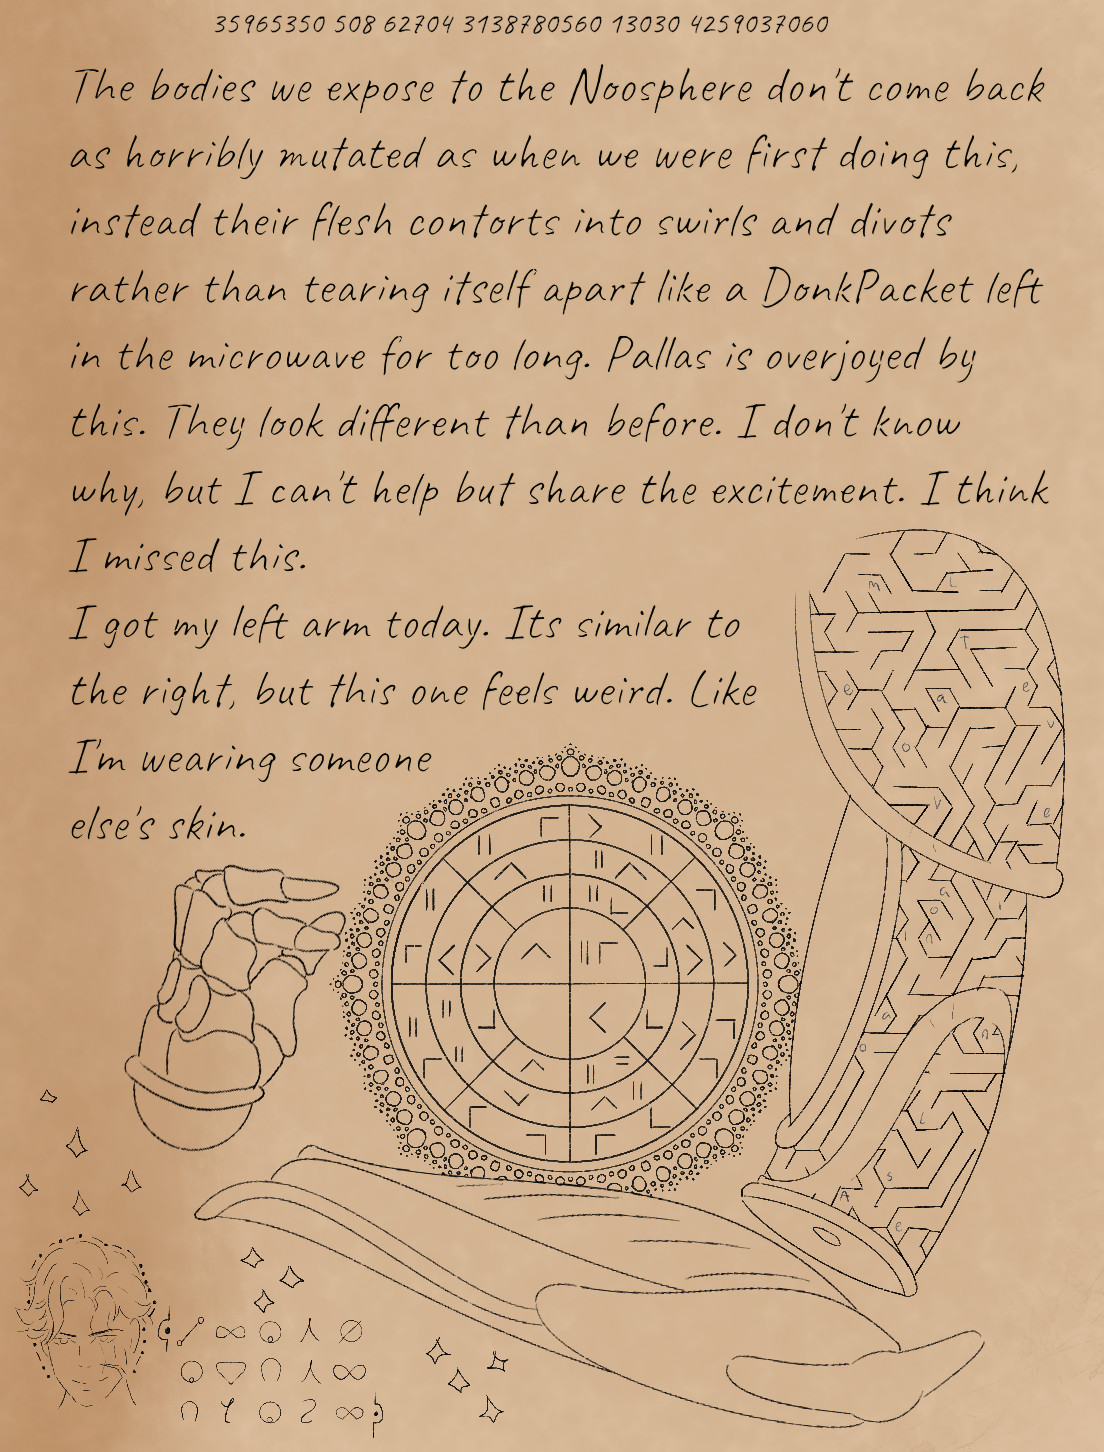 35965350 508 62704 3138780560 13030 4259037060
The bodies we expose to the Noosphere don't come back
as horribly mutated as when we were first doing this,
instead their flesh contorts into swirls and divots
rather than tearing itself apart like a DonkPacket left
in the microwave for too long. Pallas is overjoyed by
this. They look different than before. I don't know
why, but I can't help but share the excitement. I think
I missed this.
I got my left arm today. Its similar to
the right, but this one feels weird. Like
I'm wearing someone
else's skin.